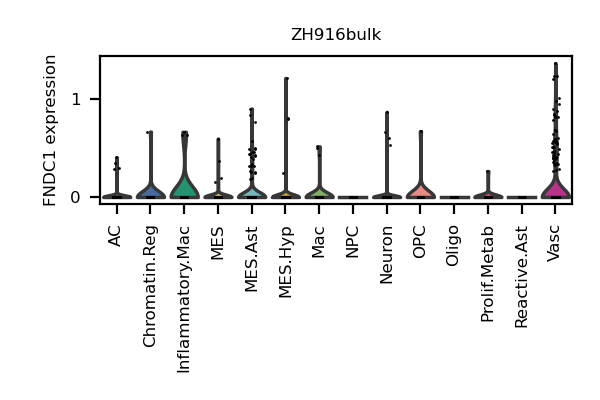 ZH916bulk
FNDC1 expression
1
0
AC
Chromatin.Reg
Inflammatory.Mac
MES
MES.Ast
MES.Hyp
Mac
NPC
Neuron
OPC
Oligo
Prolif.Metab
Reactive.Ast
Vasc